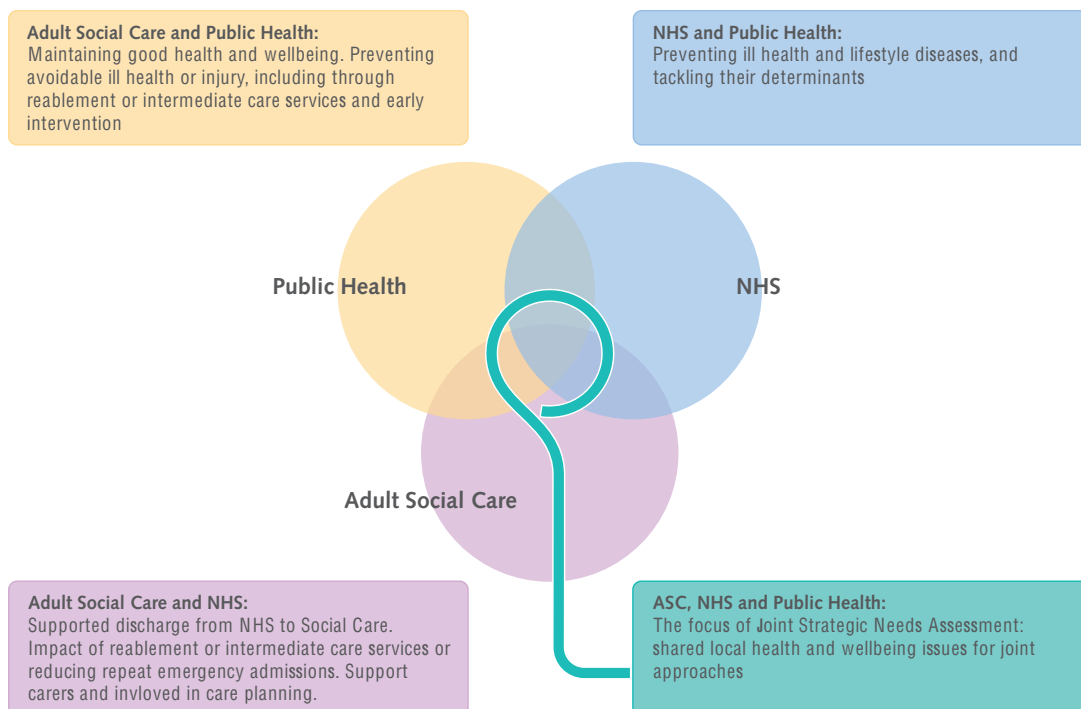 Adult Social Care and Public Health:
Maintaining good health and wellbeing. Preventing
avoidable ill health or injury, including through
reablement or intermediate care services and early
intervention
NHS and Public Health:
Preventing ill health and lifestyle diseases, and
tackling their determinants
Public Health
NHS
Adult Social Care
Adult Social Care and NHS:
Supported discharge from NHS to Social Care.
Impact of reablement or intermediate care services or
reducing repeat emergency admissions. Support
carers and invloved in care planning.
ASC, NHS and Public Health:
The focus of Joint Strategic Needs Assessment:
shared local health and wellbeing issues for joint
approaches